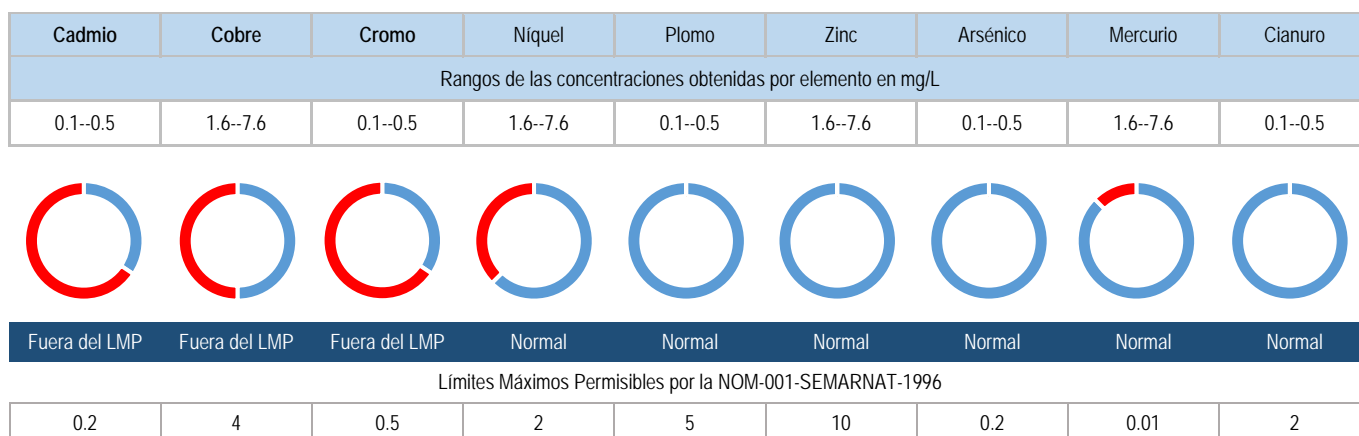 Cadmio Cobre Cromo Níquel Plomo Zinc Arsénico Mercurio Cianuro
Rangos de las concentraciones obtenidas por elemento en mg/L
0.1--0.5 1.6--7.6 0.1--0.5 1.6--7.6 0.1--0.5 1.6--7.6 0.1--0.5 1.6--7.6 0.1--0.5
Fuera del LMP Fuera del LMP Fuera del LMP Normal Normal Normal Normal Normal Normal
Límites Máximos Permisibles por la NOM-001-SEMARNAT-1996
0.2 4 0.5 2 5 10 0.2 0.01 2